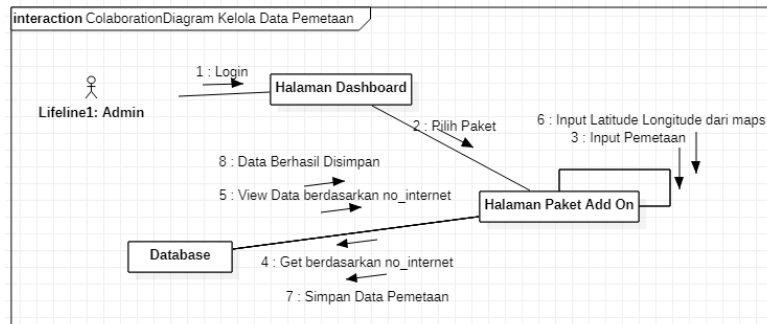 interaction ColaborationDiagram Kelola Data Pemetaan
1 : Login
Halaman Dashboard
Lifeline1: Admin
2 : Pilih Paket
6 : Input Latitude Longitude dari maps
3 : Input Pemetaan
8 : Data Berhasil Disimpan
5 : View Data berdasarkan no_internet
Halaman Paket Add On
Database
4 : Get berdasarkan no_internet
7 : Simpan Data Pemetaan